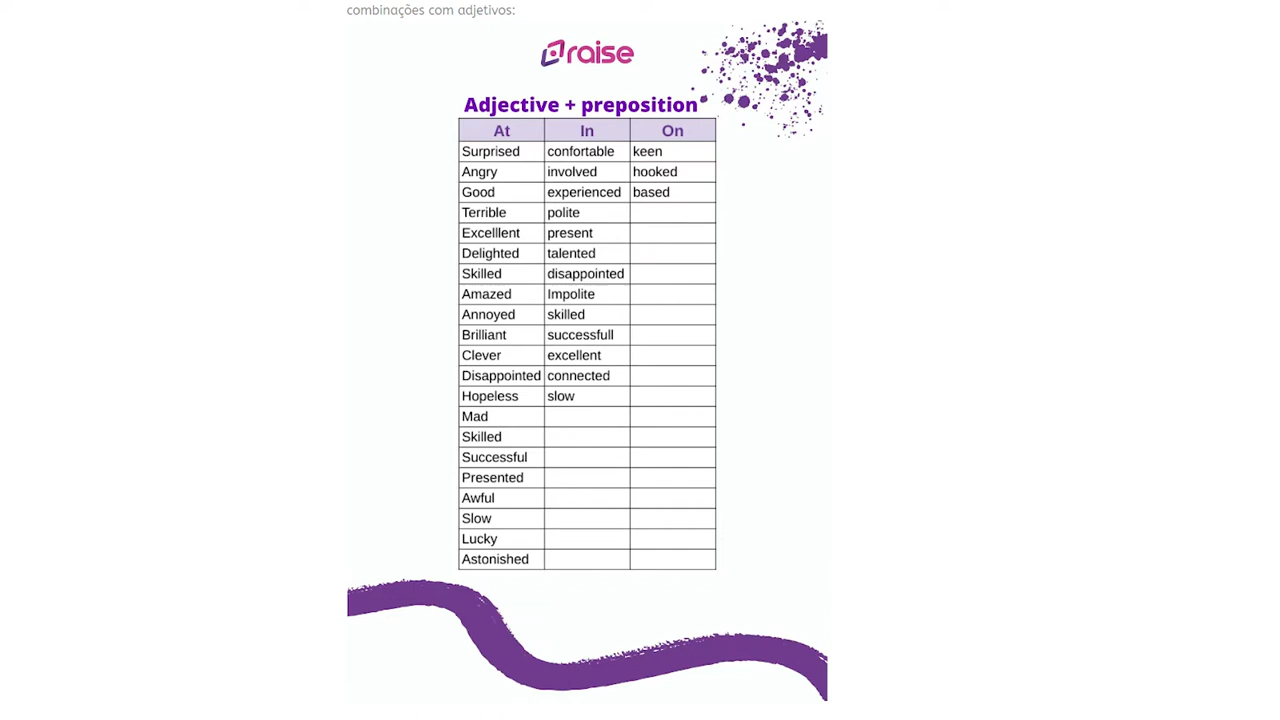 combinações com adjetivos:
raise
Adjective + preposition
At In On
Surprised confortable keen
Angry involved hooked
Good experienced based
Terrible polite
Excelllent present
Delighted talented
Skilled disappointed
Amazed Impolite
Annoyed skilled
Brilliant successfull
Clever excellent
Disappointed connected
Hopeless slow
Mad
Skilled
Successful
Presented
Awful
Slow
Lucky
Astonished